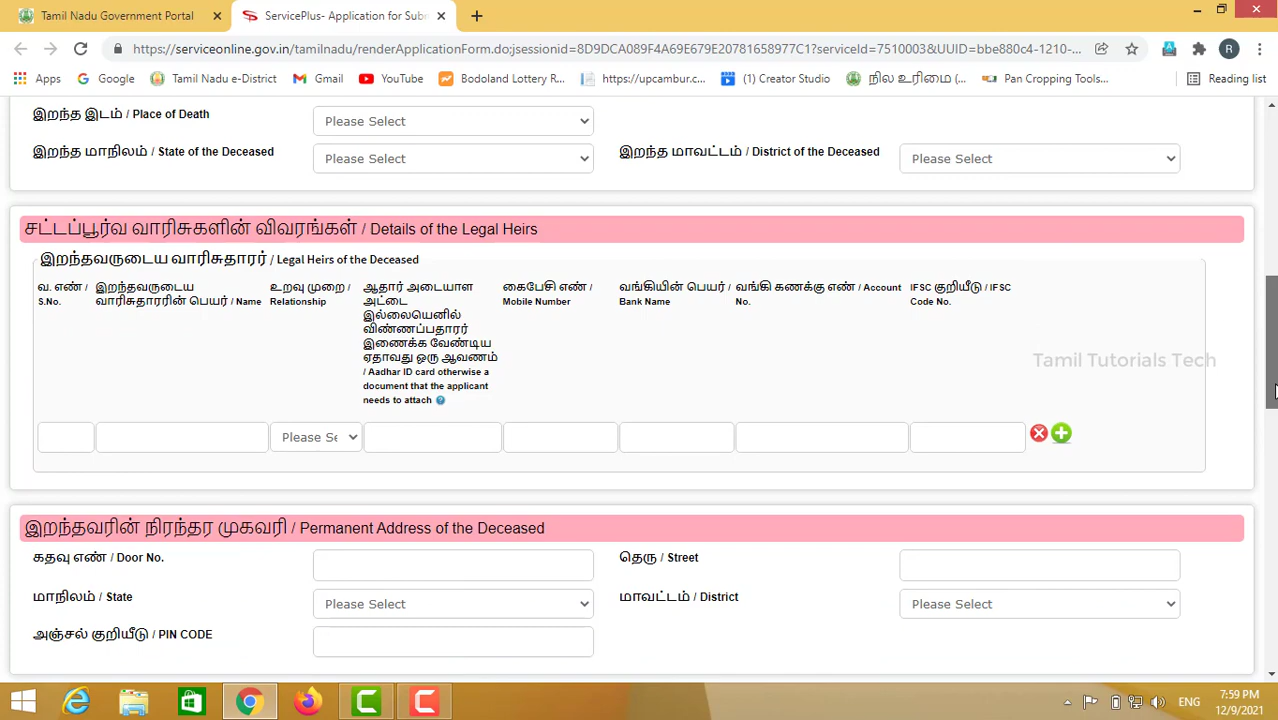 Tamil Nadu Government Portal
ServicePlus- Application for Subm
https://serviceonline.gov.in/tamilnadu/renderApplicationForm.do;jsessionid=8D9DCA089F4A69E679E20781658977C1?serviceId=7510003&UUID=bbe880c4-1210-...
R
Apps
Google
Tamil Nadu e-District
Gmail
YouTube
Bodoland Lottery R...
https://upcambur.c...
(1) Creator Studio
நில உரிமை (...
Pan Cropping Tools...
Reading list
இறந்த இடம் / Place of Death
Please Select
இறந்த மாநிலம் / State of the Deceased
Please Select
இறந்த மாவட்டம் / District of the Deceased
Please Select
சட்டப்பூர்வ வாரிசுகளின் விவரங்கள் / Details of the Legal Heirs
இறந்தவருடைய வாரிசுதாரர் / Legal Heirs of the Deceased
வ. எண் /
S.No.
இறந்தவருடைய
வாரிசுதாரரின் பெயர் / Name
உறவு முறை /
Relationship
ஆதார் அடையாள
அட்டை
இல்லையெனில்
விண்ணப்பதாரர்
இணைக்க வேண்டிய
ஏதாவது ஒரு ஆவணம்
/ Aadhar ID card otherwise a
document that the applicant
needs to attach
கைபேசி எண் /
Mobile Number
வங்கியின் பெயர் /
Bank Name
வங்கி கணக்கு எண் / Account
No.
IFSC குறியீடு / IFSC
Code No.
Tamil Tutorials Tech
Please Se
இறந்தவரின் நிரந்தர முகவரி / Permanent Address of the Deceased
கதவு எண் / Door No.
தெரு / Street
மாநிலம் / State
Please Select
மாவட்டம் / District
Please Select
அஞ்சல் குறியீடு / PIN CODE
ENG
7:59 PM
12/9/2021